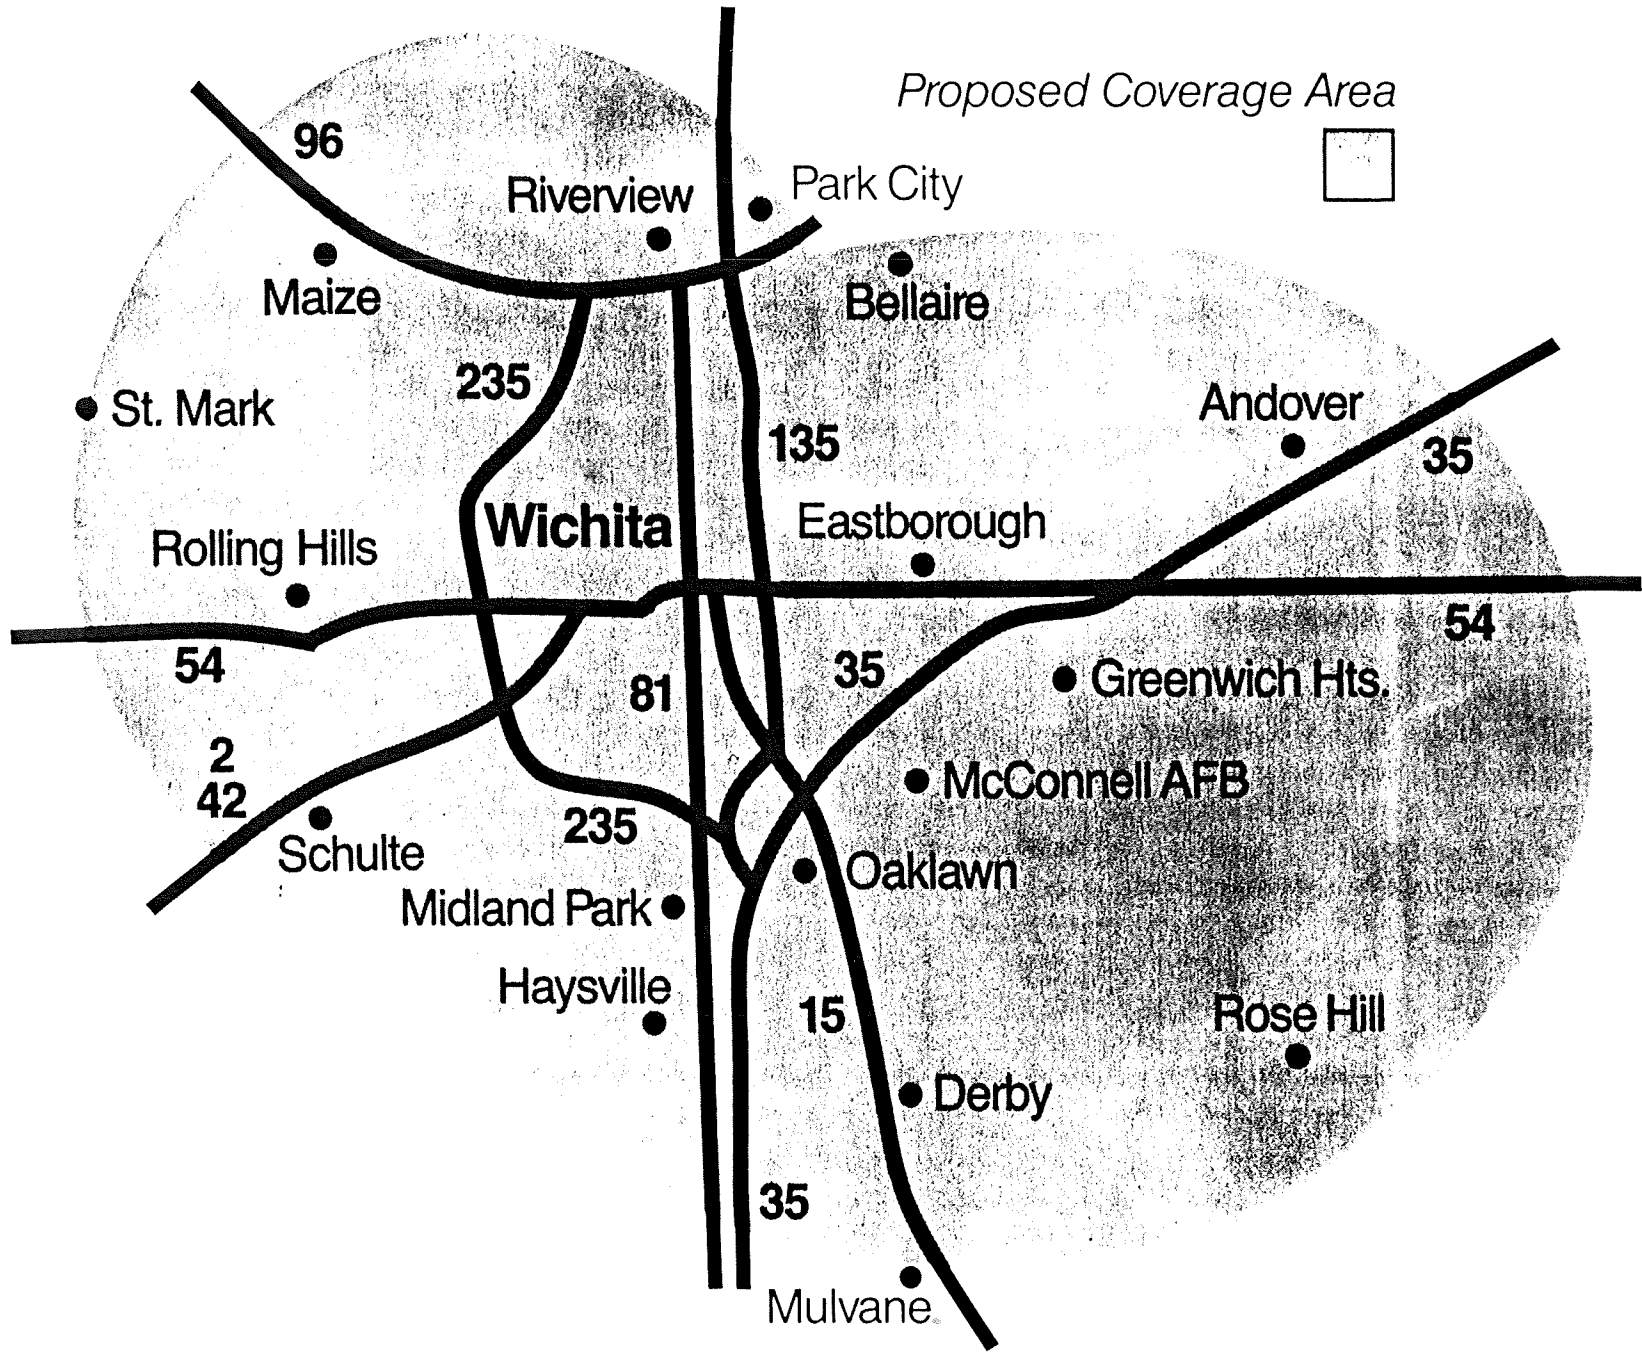 Proposed Coverage Area
96
Riverview
Park City
Maize
Bellaire
235
St. Mark
Andover
135
35
Wichita
Eastborough
Rolling Hills
54
54
81
35
Greenwich Hts.
2
42
McConnell AFB
235
Schulte
Oaklawn
Midland Park
Haysville
15
Rose Hill
Derby
35
Mulvane